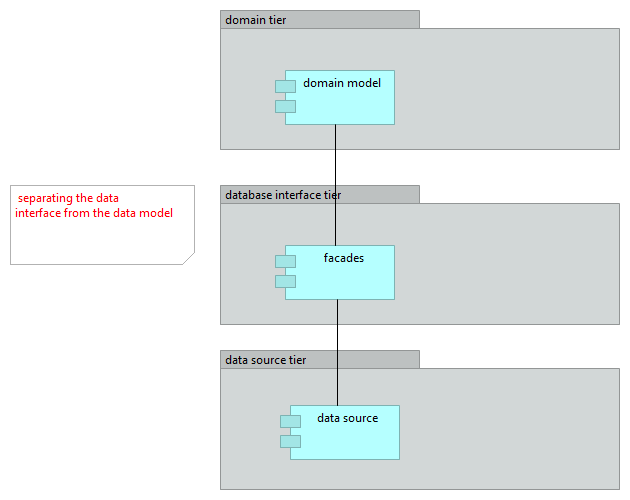 domain tier
domain model
separating the data
interface from the data model
database interface tier
facades
data source tier
data source